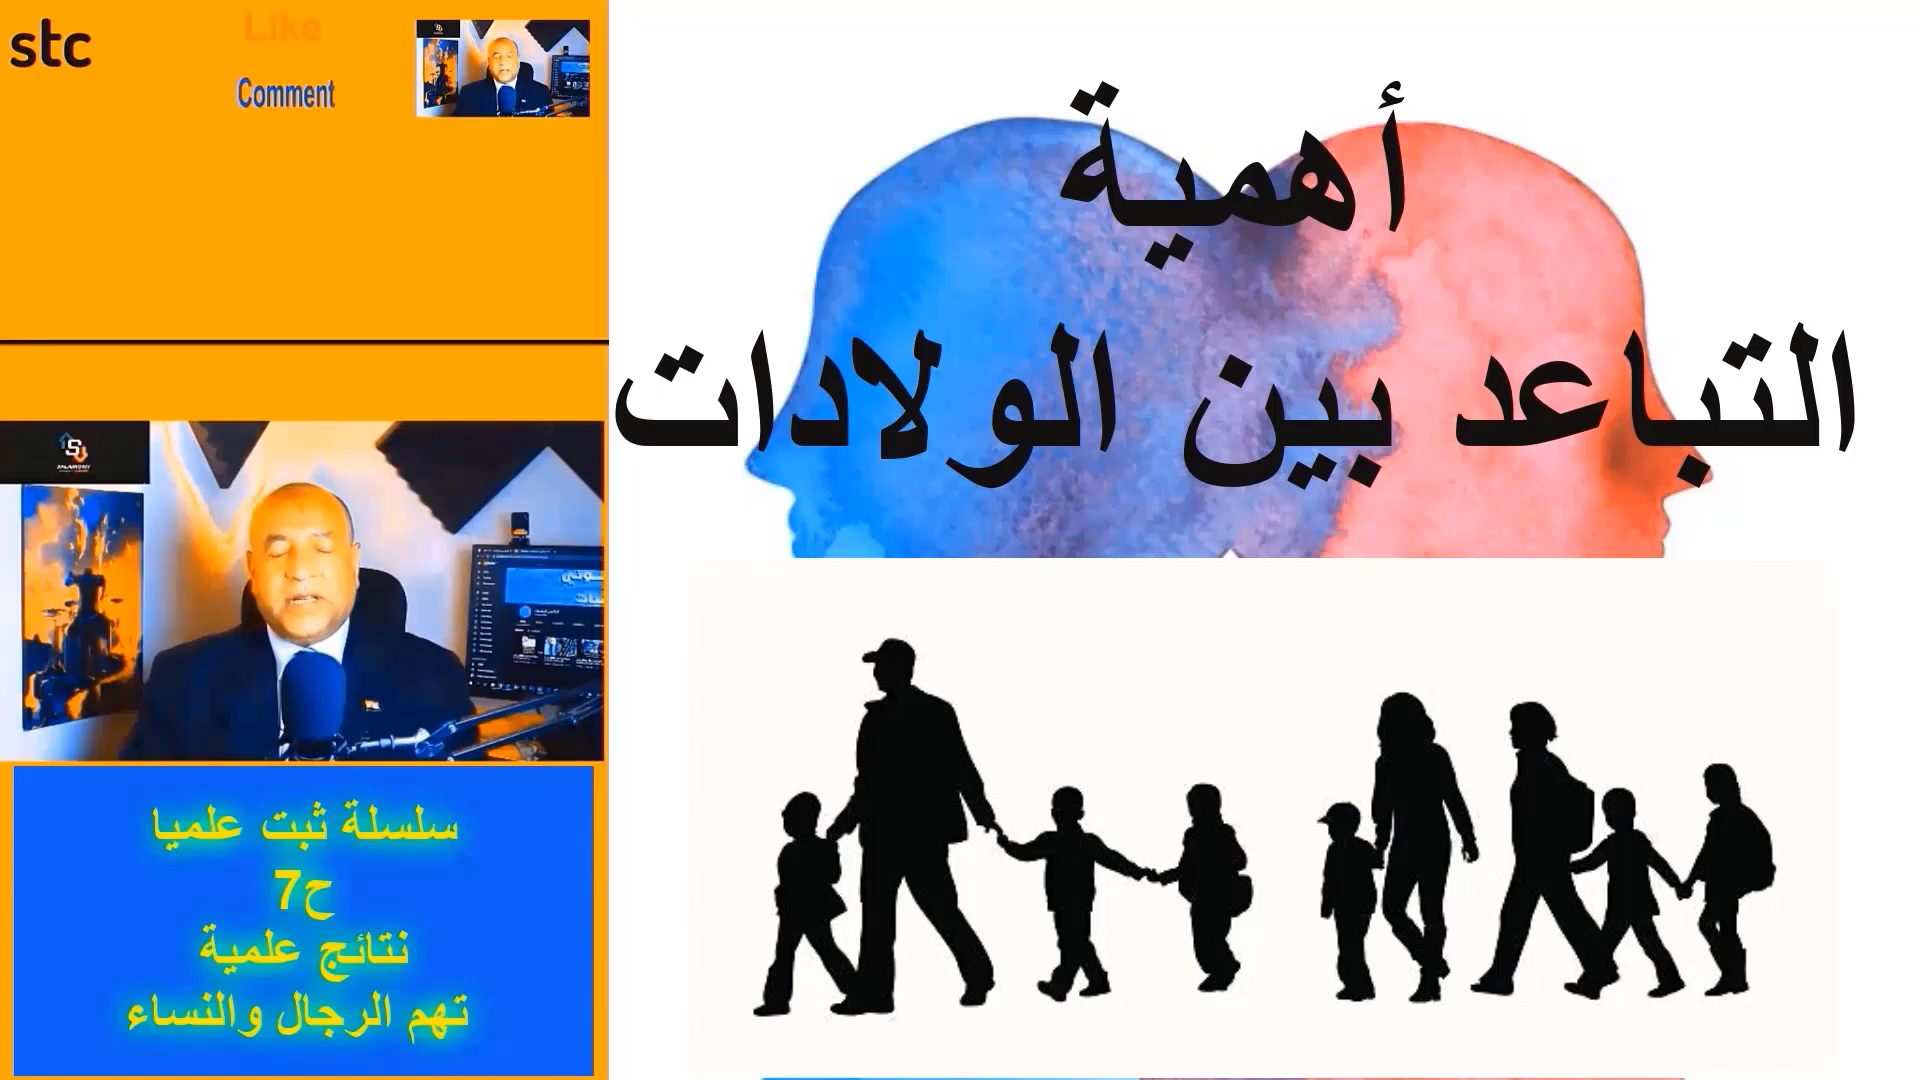 stc
Like
Comment
أهمية
التباعد بين الولادات
سلسلة ثبت علميا
ح7
نتائج علمية
تهم الرجال والنساء